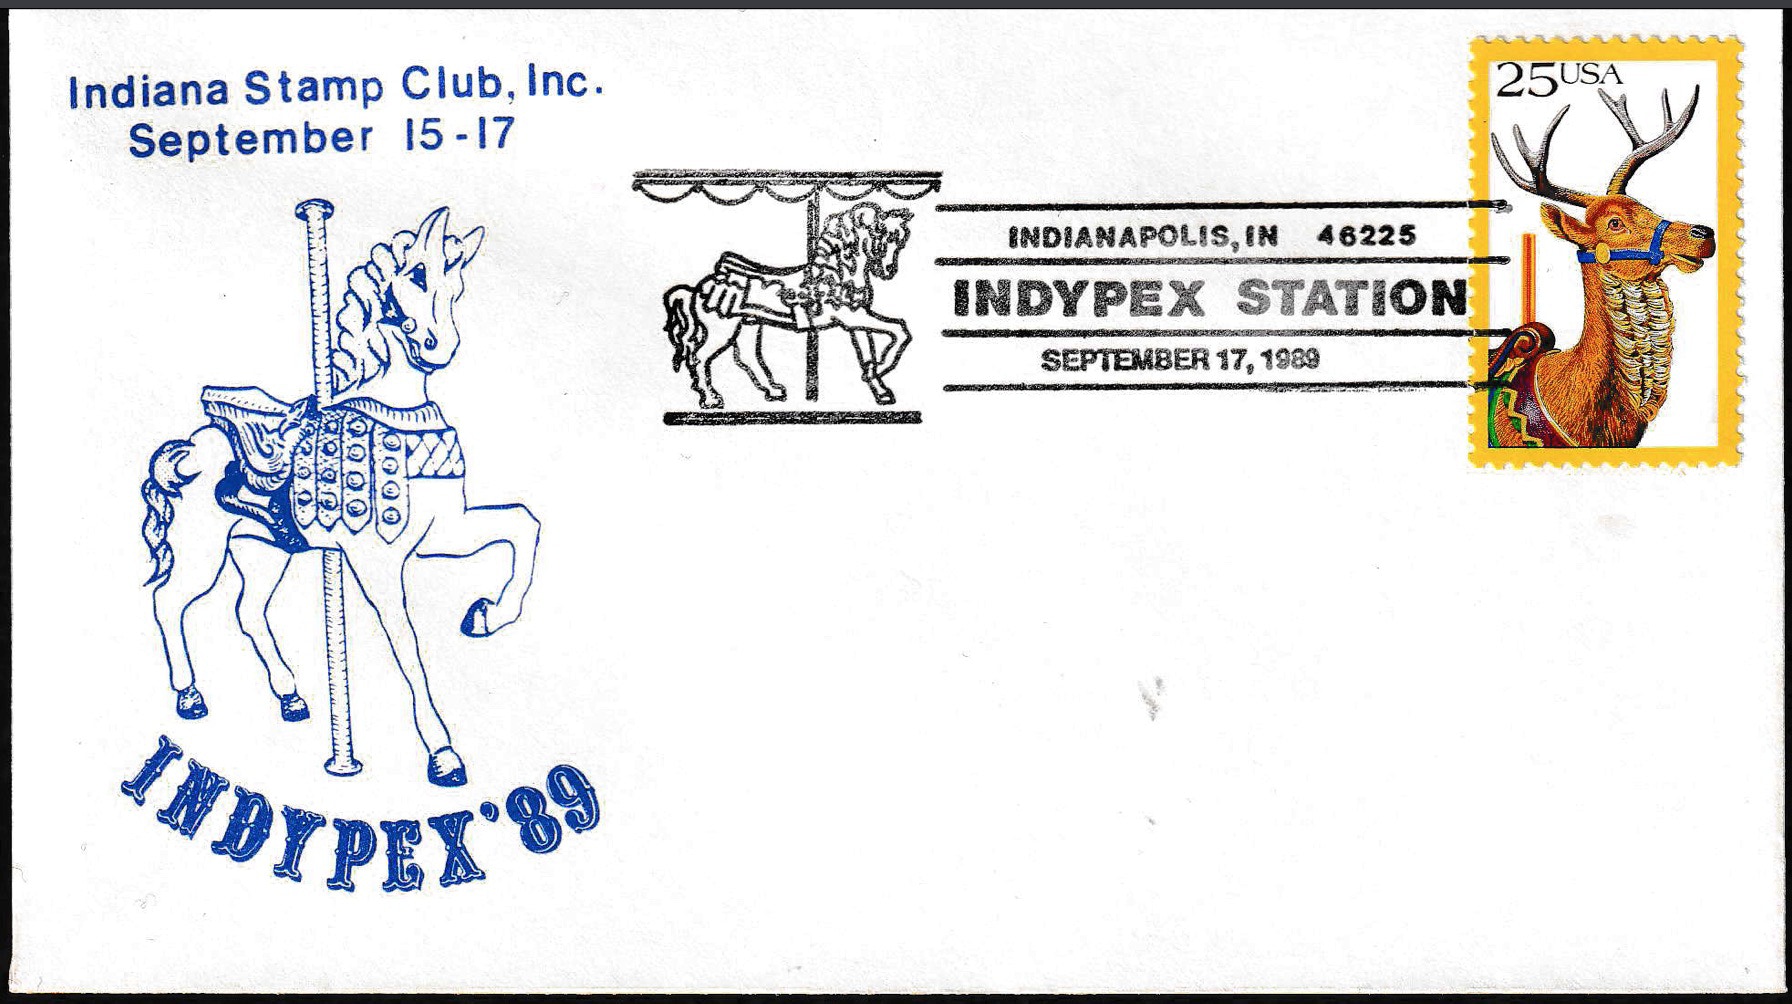 Indiana Stamp Club, Inc.
September 15-17
INDIANAPOLIS, IN 46225
INDYPEX STATION
SEPTEMBER 17, 1989
25USA
INDYPEX '89